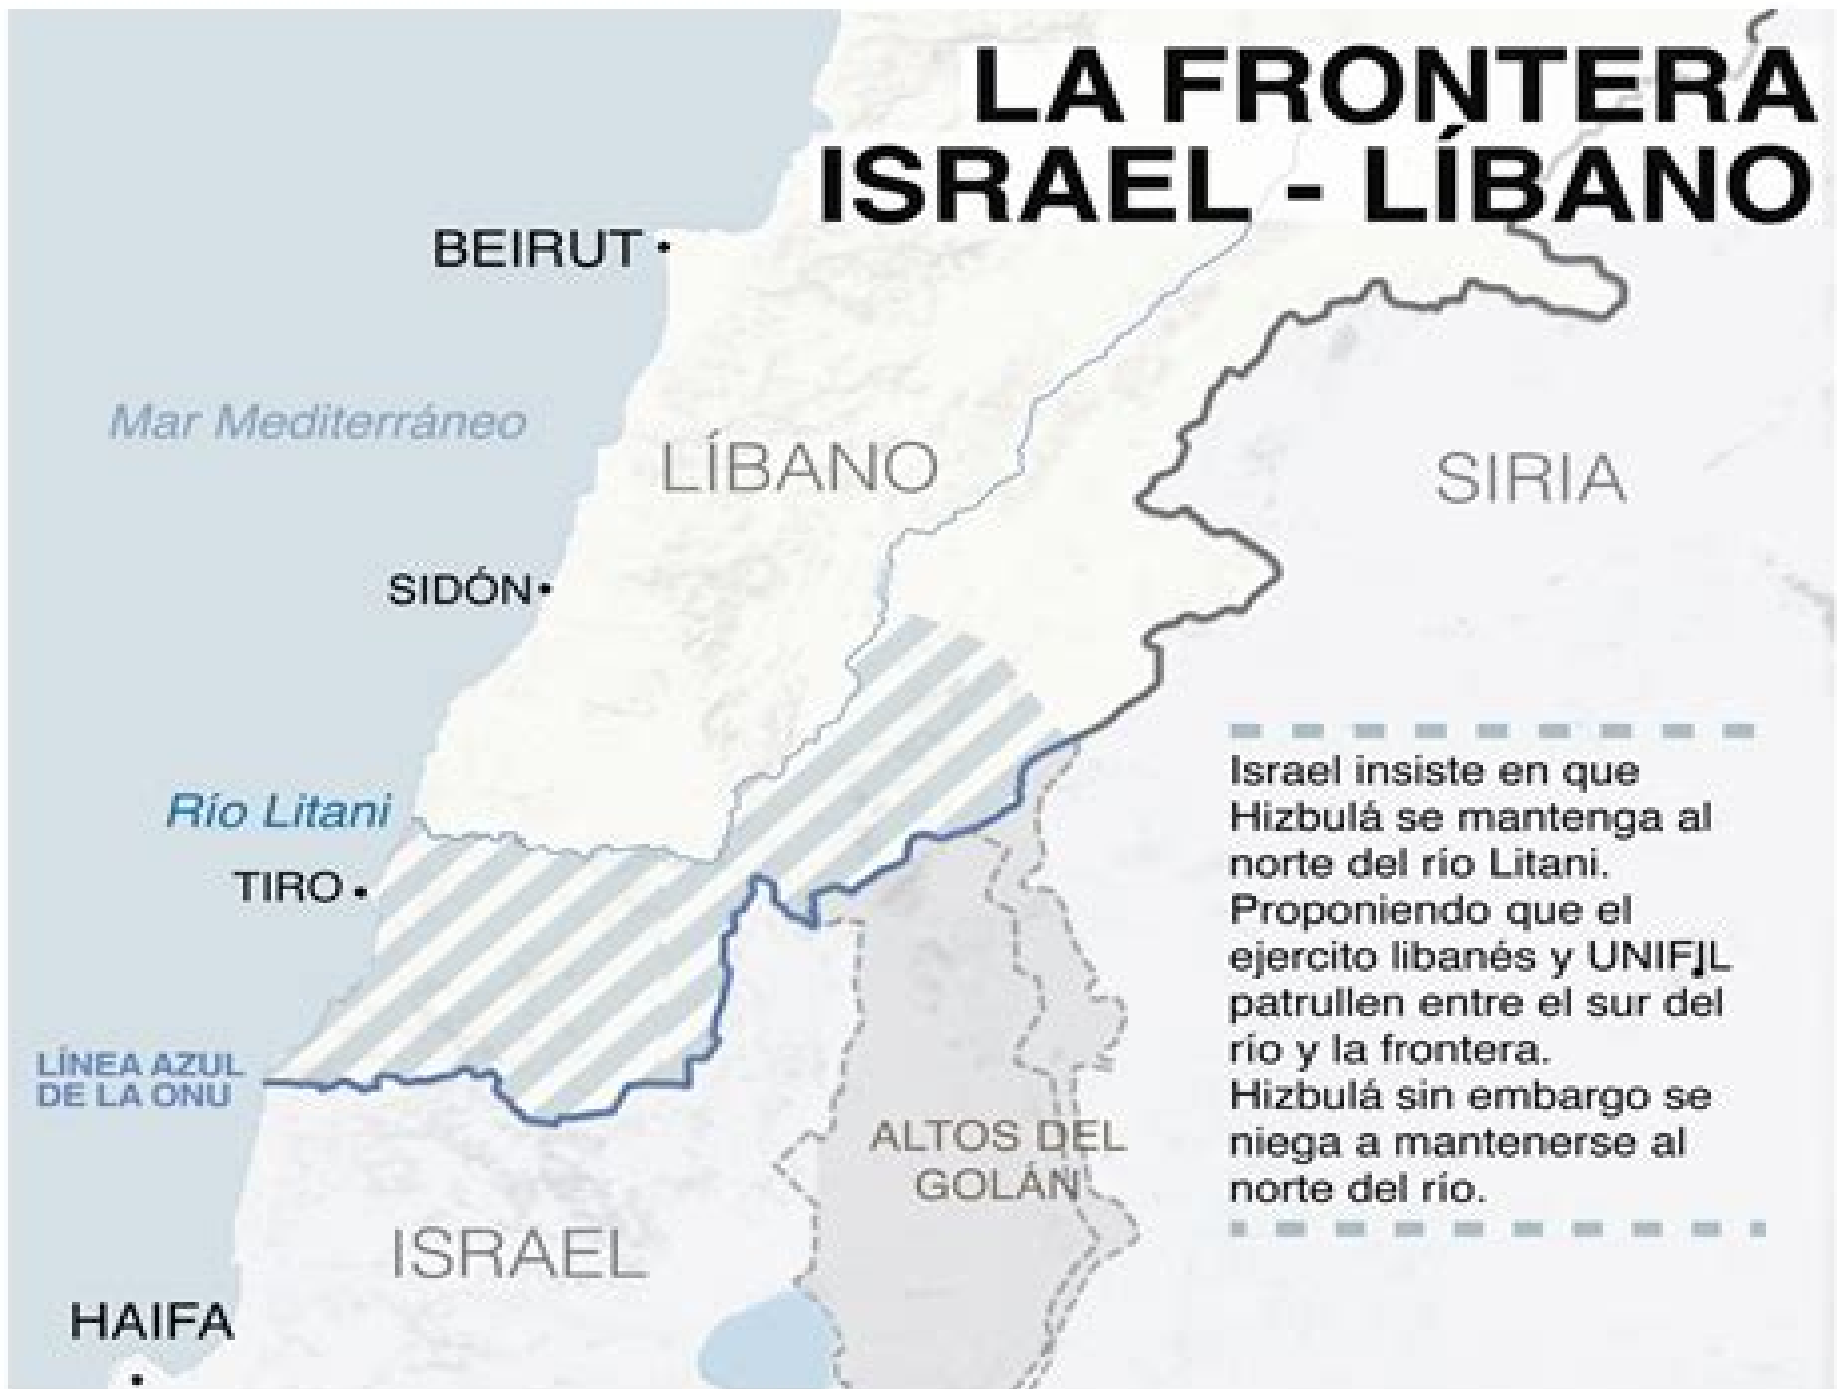 LA FRONTERA
ISRAEL - LÍBANO
BEIRUT
Mar Mediterráneo
LÍBANO
SIRIA
SIDÓN
Río Litani
TIRO
LÍNEA AZUL
DE LA ONU
ALTOS DEL
GOLÁN
ISRAEL
HAIFA
Israel insiste en que
Hizbulá se mantenga al
norte del río Litani.
Proponiendo que el
ejercito libanés y UNIFIL
patrullen entre el sur del
rio y la frontera.
Hizbulá sin embargo se
niega a mantenerse al
norte del río.